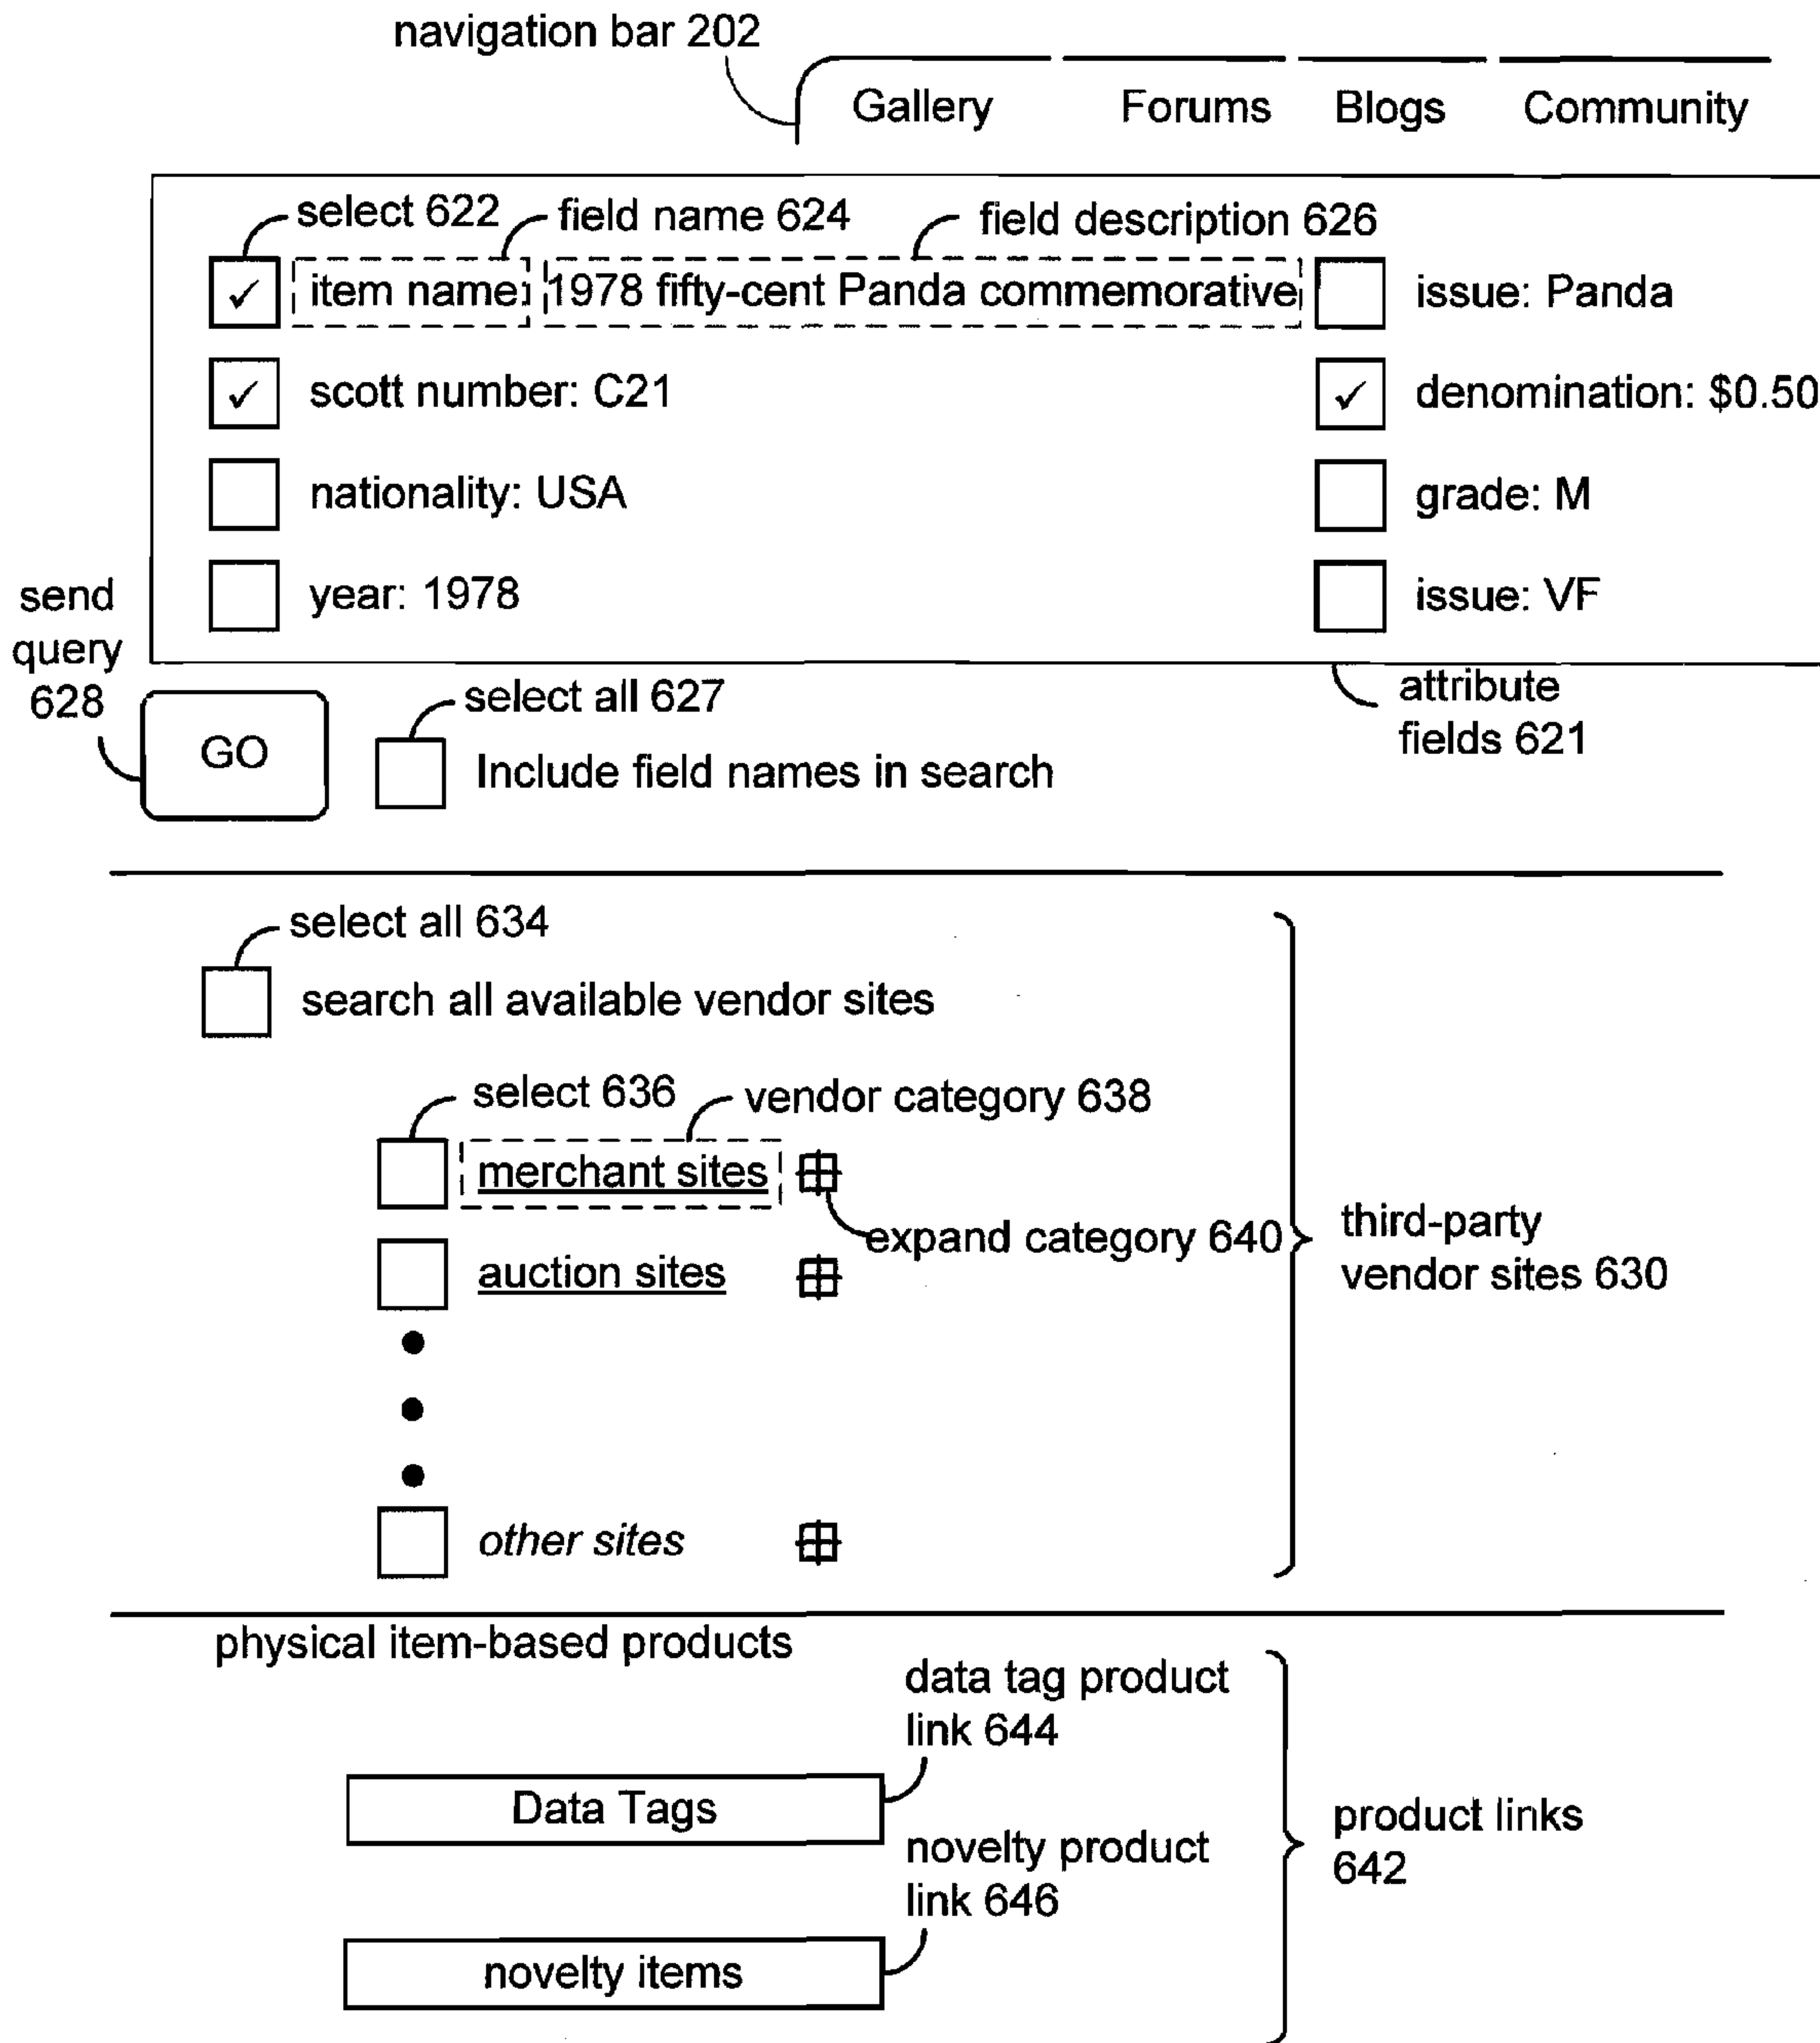 navigation bar 202
Gallery Forums Blogs Community
select 622 field name 624 field description 626
item name: 1978 fifty-cent Panda commemorative issue: Panda
scott number: C21 denomination: $0.50
nationality: USA grade: M
year: 1978 issue: VF
send
query
628
GO
select all 627
Include field names in search
attribute
fields 621
select all 634
search all available vendor sites
select 636 vendor category 638
merchant sites
expand category 640
auction sites
third-party
vendor sites 630
other sites
physical item-based products
data tag product
link 644
Data Tags
novelty product
link 646
product links
642
novelty items